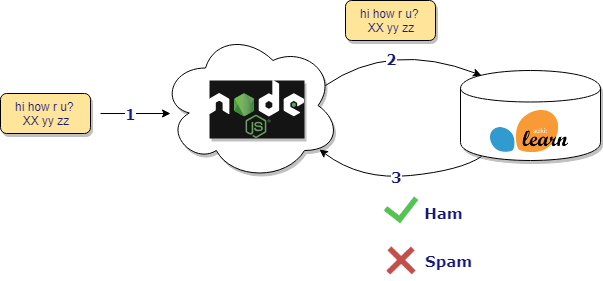 hi how r u?
XX yy zz
2
hi how r u?
XX yy zz
1
node
JS
scikit
learn
3
Ham
Spam